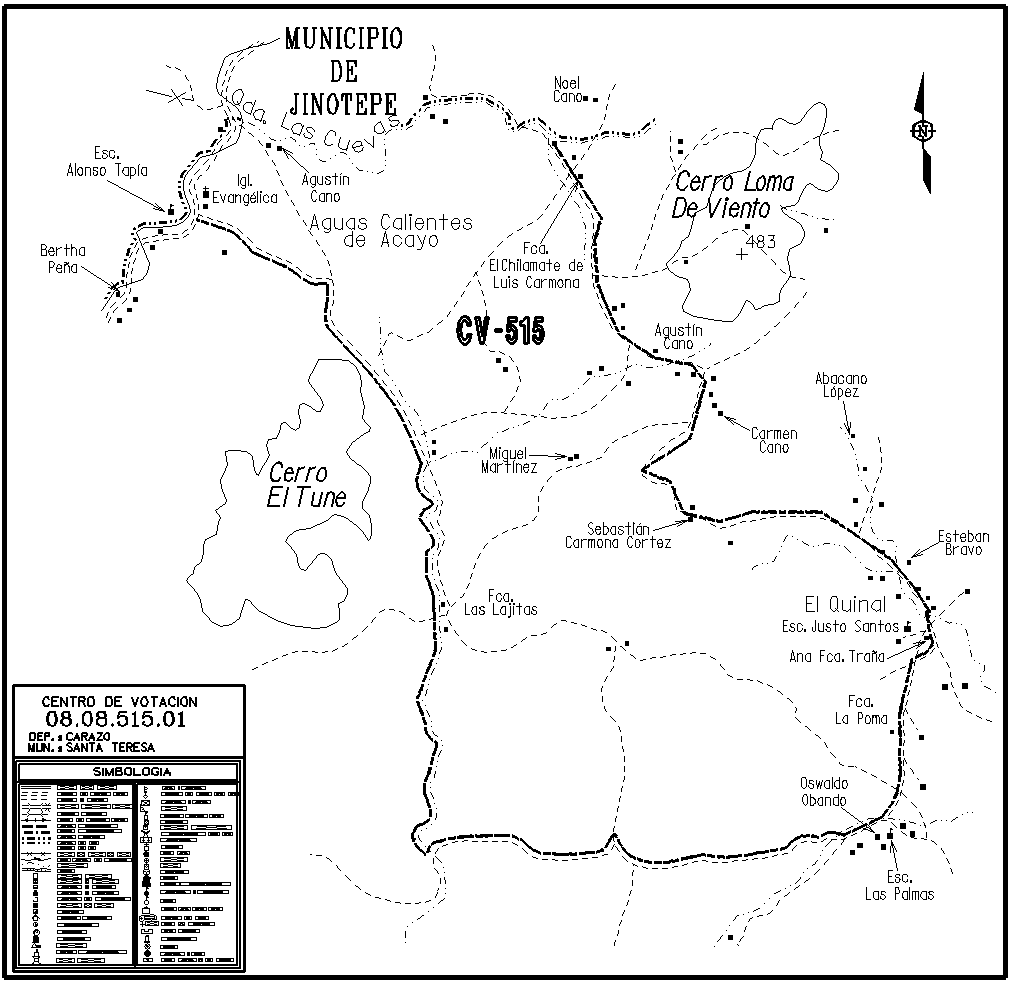 MUNICIPIO
DE
JINOTEPE
Qda. Las Cuevas
Noel
Cano
N
Esc.
Alonso Tapia
Igl.
Evangélica
Agustín
Cano
Aguas Calientes
de Acayo
Cerro Loma
De Viento
483
Bertha
Peña
Fca.
El Chilamate de
Luis Carmona
CV-515
Agustín
Cano
Abacano
López
Carmen
Cano
Miguel
Martínez
Cerro
El Tune
Sebastián
Carmona Cortez
Esteban
Bravo
Fca.
Las Lajitas
El Quinal
Esc. Justo Santos
Ana Fca. Traña
Fca.
La Poma
Oswaldo
Obando
Esc.
Las Palmas
CENTRO DE VOTACION
08.08.515.01
DEP.: CARAZO
MUN.: SANTA TERESA
SIMBOLOGIA